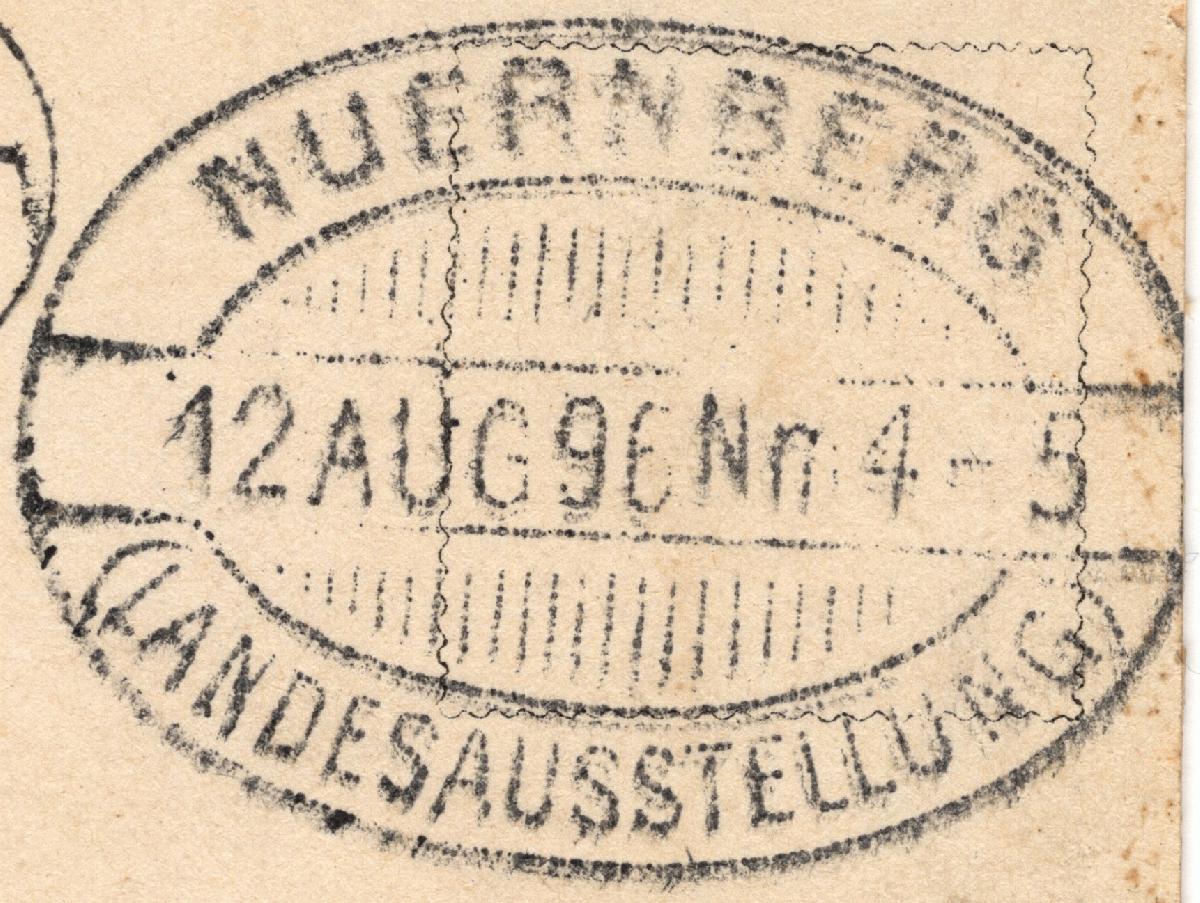 NUERNBERG
12 AUG 96 Nm 4 - 5
(LANDESAUSSTELLUNG)